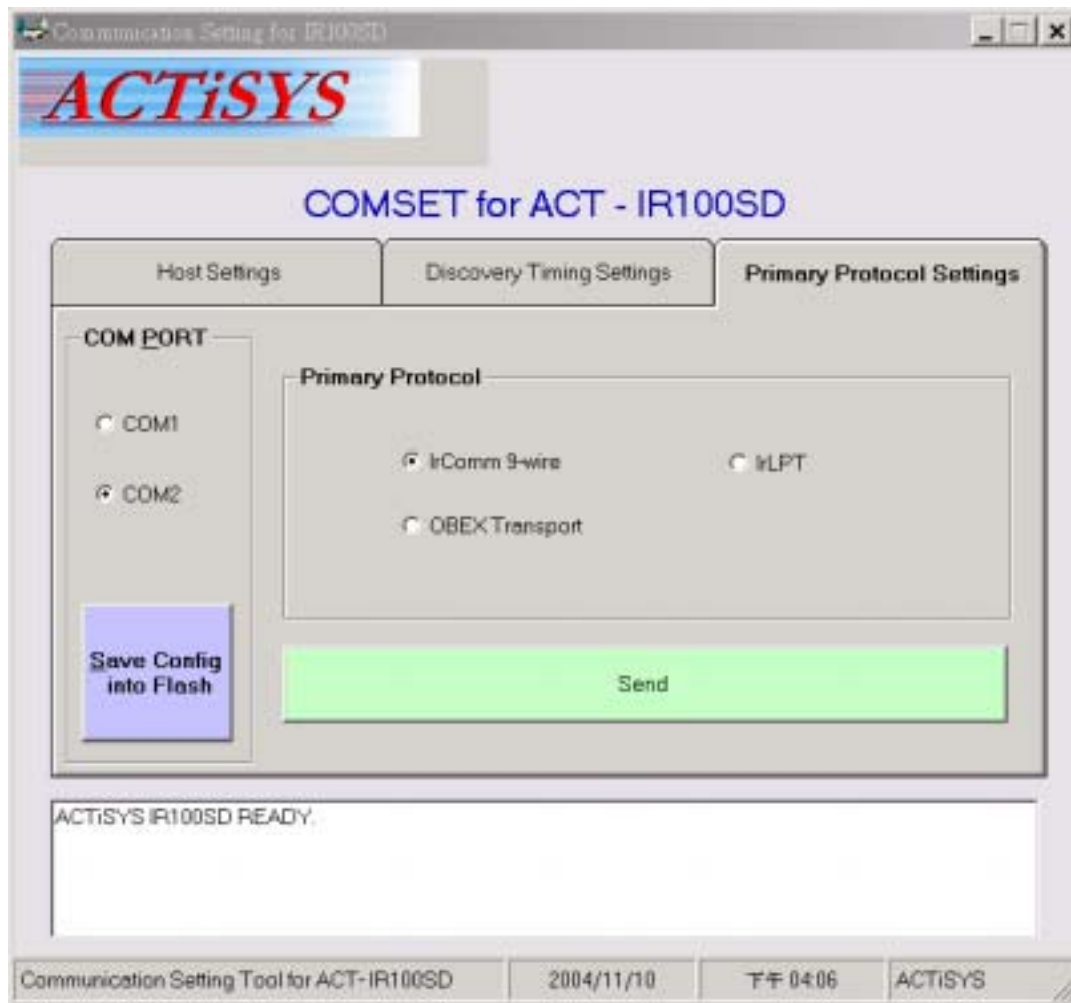 Communication Setting for IR100SD
ACTiSYS
COMSET for ACT - IR100SD
Host Settings
Discovery Timing Settings
Primary Protocol Settings
COM PORT
COM1
COM2
Save Config
into Flash
Primary Protocol
IrComm 9-wire
IrLPT
OBEX Transport
Send
ACTiSYS IR100SD READY.
Communication Setting Tool for ACT-IR100SD
2004/11/10
下午 04:06
ACTiSYS